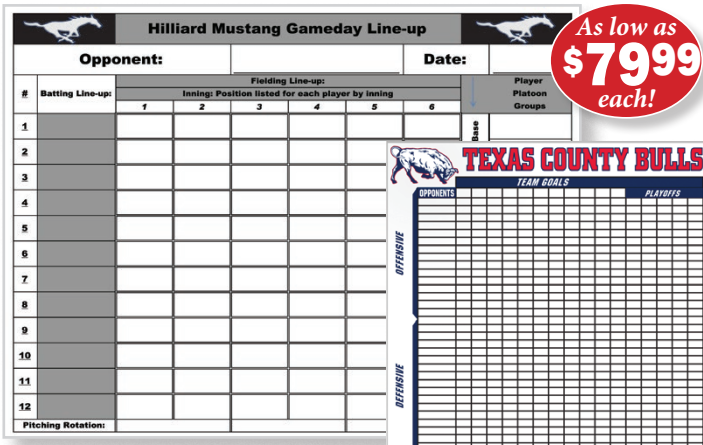 Hilliard Mustang Gameday Line-up
As low as
$79.99
each!
Opponent:
Date:
#
Batting Line-up:
Fielding Line-up:
Inning: Position listed for each player by inning
1 2 3 4 5 6
Base
Player
Platoon
Groups
1
2
3
4
5
6
7
8
9
10
11
12
Pitching Rotation:
TEXAS COUNTY BULLS
TEAM GOALS
OPPONENTS
PLAYOFFS
OFFENSIVE
DEFENSIVE